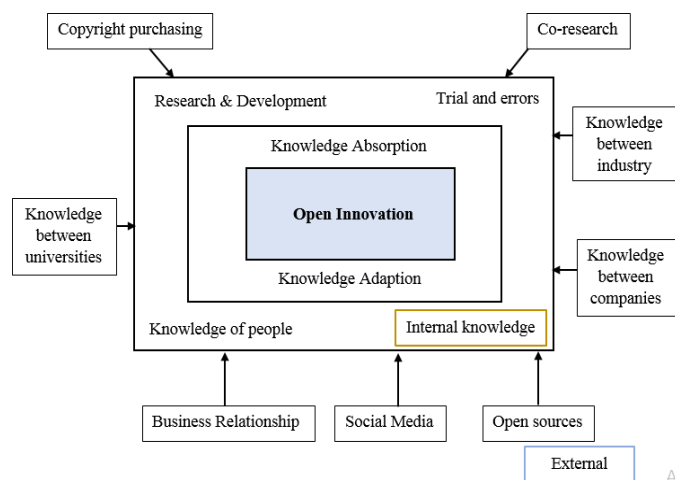 Copyright purchasing
Co-research
Research & Development
Trial and errors
Knowledge
between
industry
Knowledge Absorption
Knowledge
between
universities
Open Innovation
Knowledge
between
companies
Knowledge Adaption
Knowledge of people
Internal knowledge
Business Relationship
Social Media
Open sources
External
A